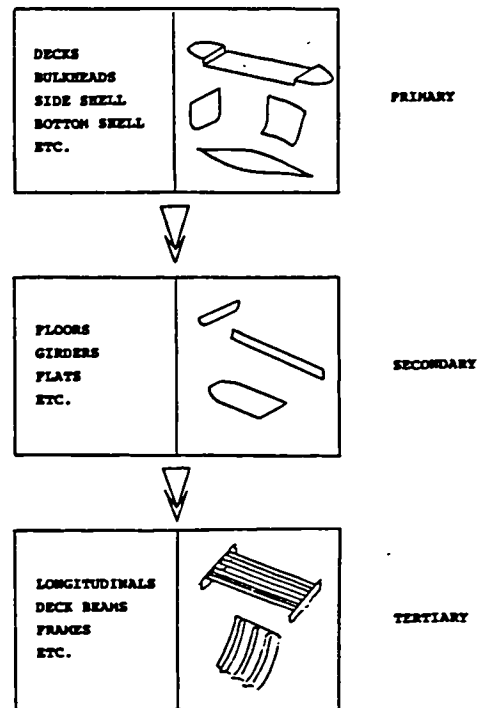 DECKS
BULKHEADS
SIDE SHELL
BOTTOM SHELL
ETC.
PRIMARY
FLOORS
GIRDERS
FLATS
ETC.
SECONDARY
LONGITUDINALS
DECK BEAMS
FRAMES
ETC.
TERTIARY